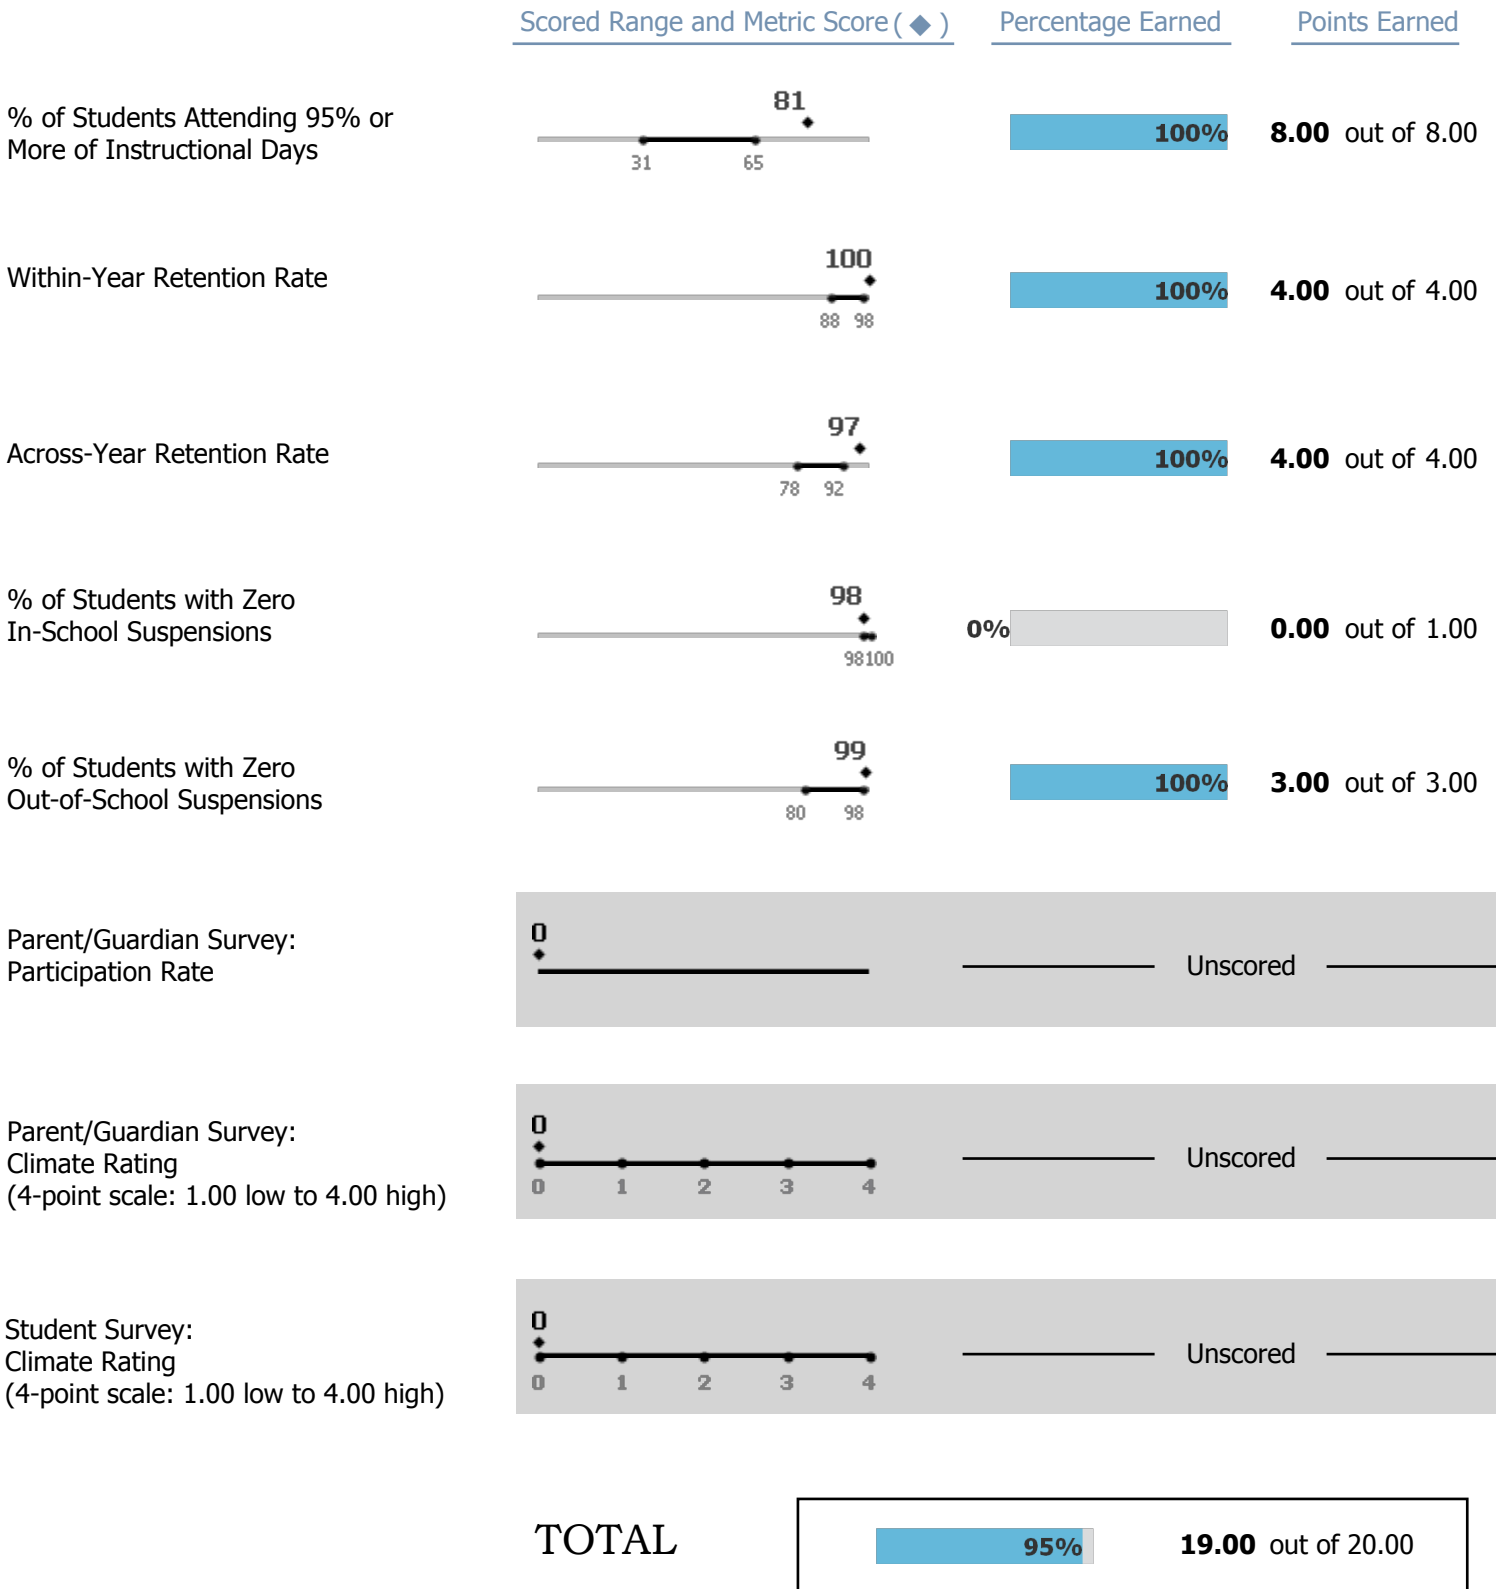 Scored Range and Metric Score ( ◆ ) Percentage Earned Points Earned
% of Students Attending 95% or
More of Instructional Days
81
31 65
100%
8.00 out of 8.00
Within-Year Retention Rate
100
88 98
100%
4.00 out of 4.00
Across-Year Retention Rate
97
78 92
100%
4.00 out of 4.00
% of Students with Zero
In-School Suspensions
98
98 100
0%
0.00 out of 1.00
% of Students with Zero
Out-of-School Suspensions
99
80 98
100%
3.00 out of 3.00
Parent/Guardian Survey:
Participation Rate
0
Unscored
Parent/Guardian Survey:
Climate Rating
(4-point scale: 1.00 low to 4.00 high)
0
0 1 2 3 4
Unscored
Student Survey:
Climate Rating
(4-point scale: 1.00 low to 4.00 high)
0
0 1 2 3 4
Unscored
TOTAL
95%
19.00 out of 20.00